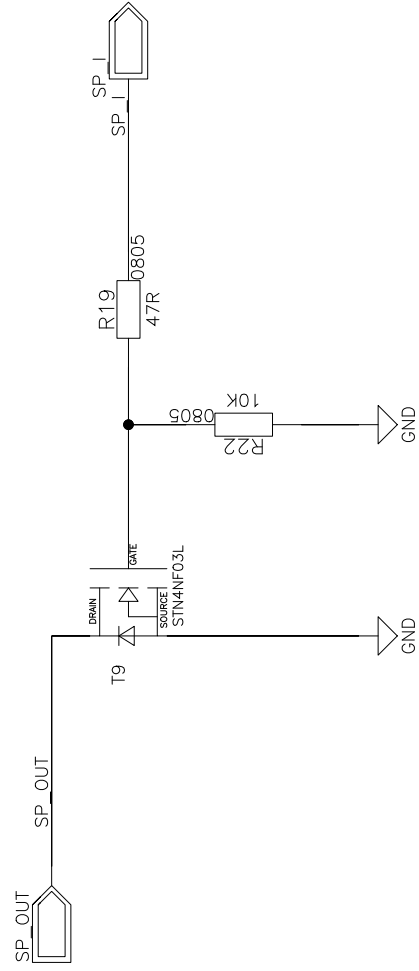 SP_I
SP_I
0805
R19
47R
0805
10K
R22
GND
GATE
DRAIN
SOURCE
STN4NF03L
T9
GND
SP_OUT
SP_OUT